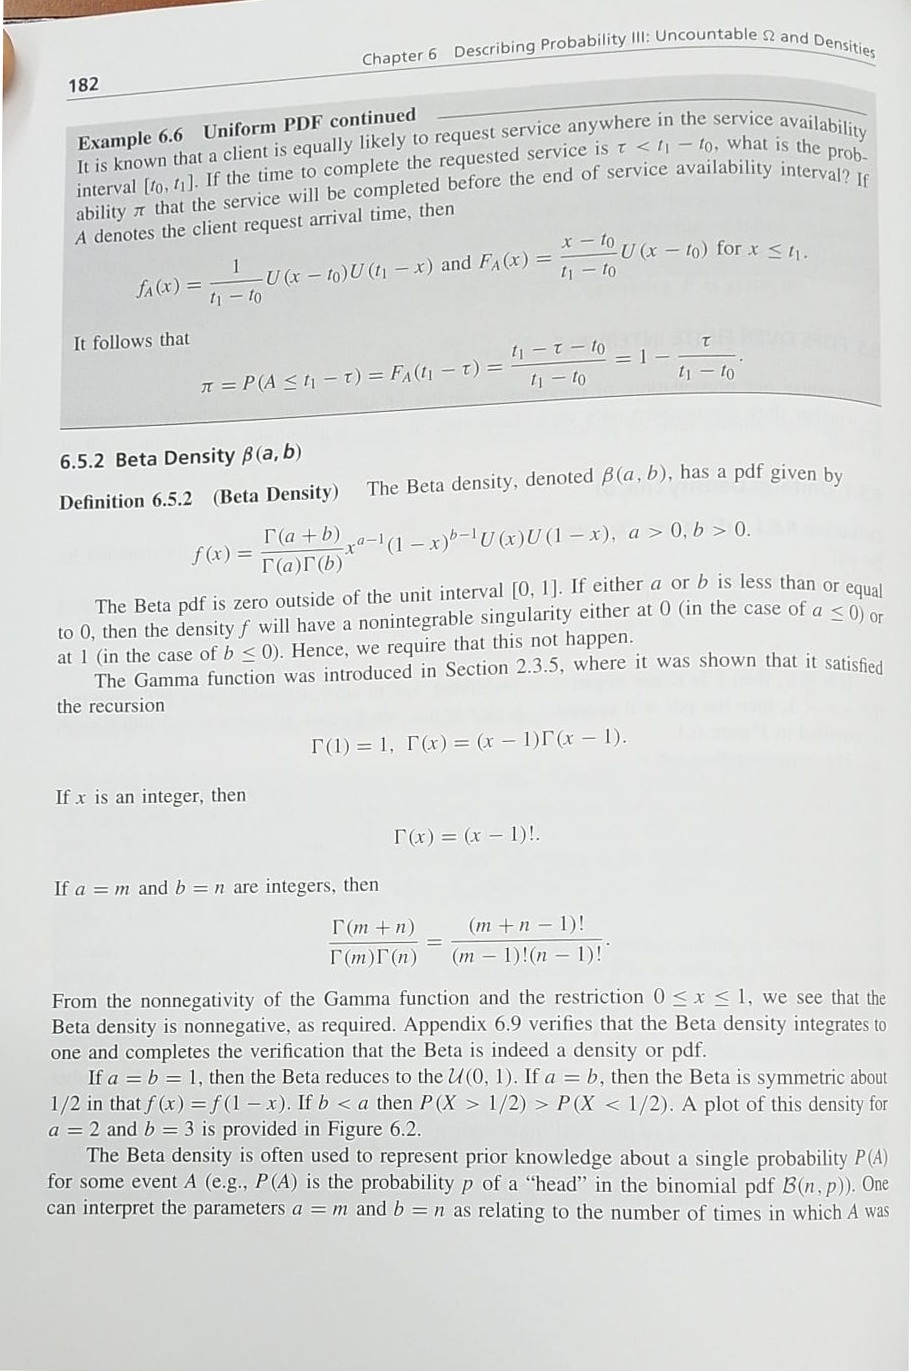 Chapter 6 Describing Probability III: Uncountable Ω and Densities
182
Example 6.6 Uniform PDF continued
It is known that a client is equally likely to request service anywhere in the service availability
interval [t₀, t₁]. If the time to complete the requested service is τ < t₁ − t₀, what is the prob-
ability π that the service will be completed before the end of service availability interval? If
A denotes the client request arrival time, then
f_A(x) = 1/(t₁ − t₀) U(x − t₀)U(t₁ − x) and F_A(x) = (x − t₀)/(t₁ − t₀) U(x − t₀) for x ≤ t₁.
It follows that
π = P(A ≤ t₁ − τ) = F_A(t₁ − τ) = (t₁ − τ − t₀)/(t₁ − t₀) = 1 − τ/(t₁ − t₀).
6.5.2 Beta Density β(a, b)
Definition 6.5.2 (Beta Density) The Beta density, denoted β(a, b), has a pdf given by
f(x) = Γ(a + b)/(Γ(a)Γ(b)) x^{a−1}(1 − x)^{b−1}U(x)U(1 − x), a > 0, b > 0.
The Beta pdf is zero outside of the unit interval [0, 1]. If either a or b is less than or equal
to 0, then the density f will have a nonintegrable singularity either at 0 (in the case of a ≤ 0) or
at 1 (in the case of b ≤ 0). Hence, we require that this not happen.
The Gamma function was introduced in Section 2.3.5, where it was shown that it satisfied
the recursion
Γ(1) = 1, Γ(x) = (x − 1)Γ(x − 1).
If x is an integer, then
Γ(x) = (x − 1)!.
If a = m and b = n are integers, then
Γ(m + n)/(Γ(m)Γ(n)) = (m + n − 1)!/((m − 1)!(n − 1)!).
From the nonnegativity of the Gamma function and the restriction 0 ≤ x ≤ 1, we see that the
Beta density is nonnegative, as required. Appendix 6.9 verifies that the Beta density integrates to
one and completes the verification that the Beta is indeed a density or pdf.
If a = b = 1, then the Beta reduces to the U(0, 1). If a = b, then the Beta is symmetric about
1/2 in that f(x) = f(1 − x). If b < a then P(X > 1/2) > P(X < 1/2). A plot of this density for
a = 2 and b = 3 is provided in Figure 6.2.
The Beta density is often used to represent prior knowledge about a single probability P(A)
for some event A (e.g., P(A) is the probability p of a “head” in the binomial pdf B(n, p)). One
can interpret the parameters a = m and b = n as relating to the number of times in which A was